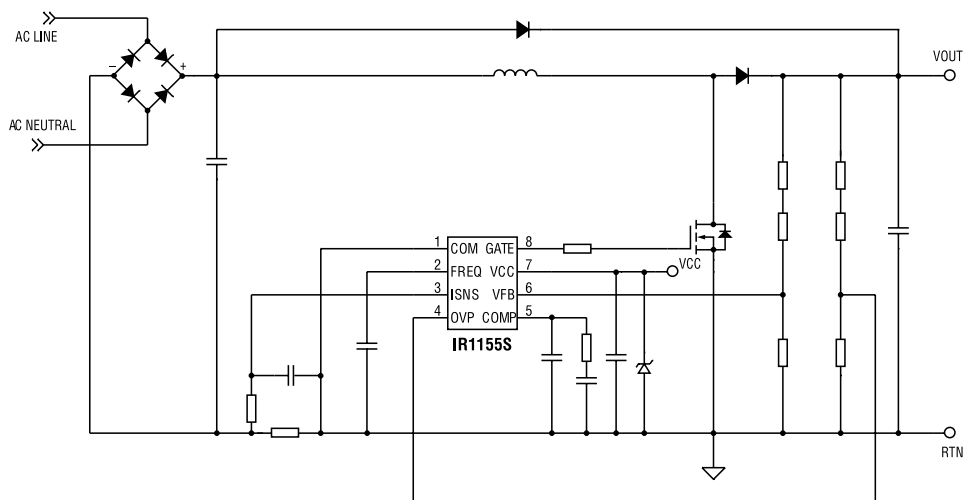 AC LINE
VOUT
– +
AC NEUTRAL
1 COM GATE 8
2 FREQ VCC 7
VCC
3 ISNS VFB 6
4 OVP COMP 5
IR1155S
RTN